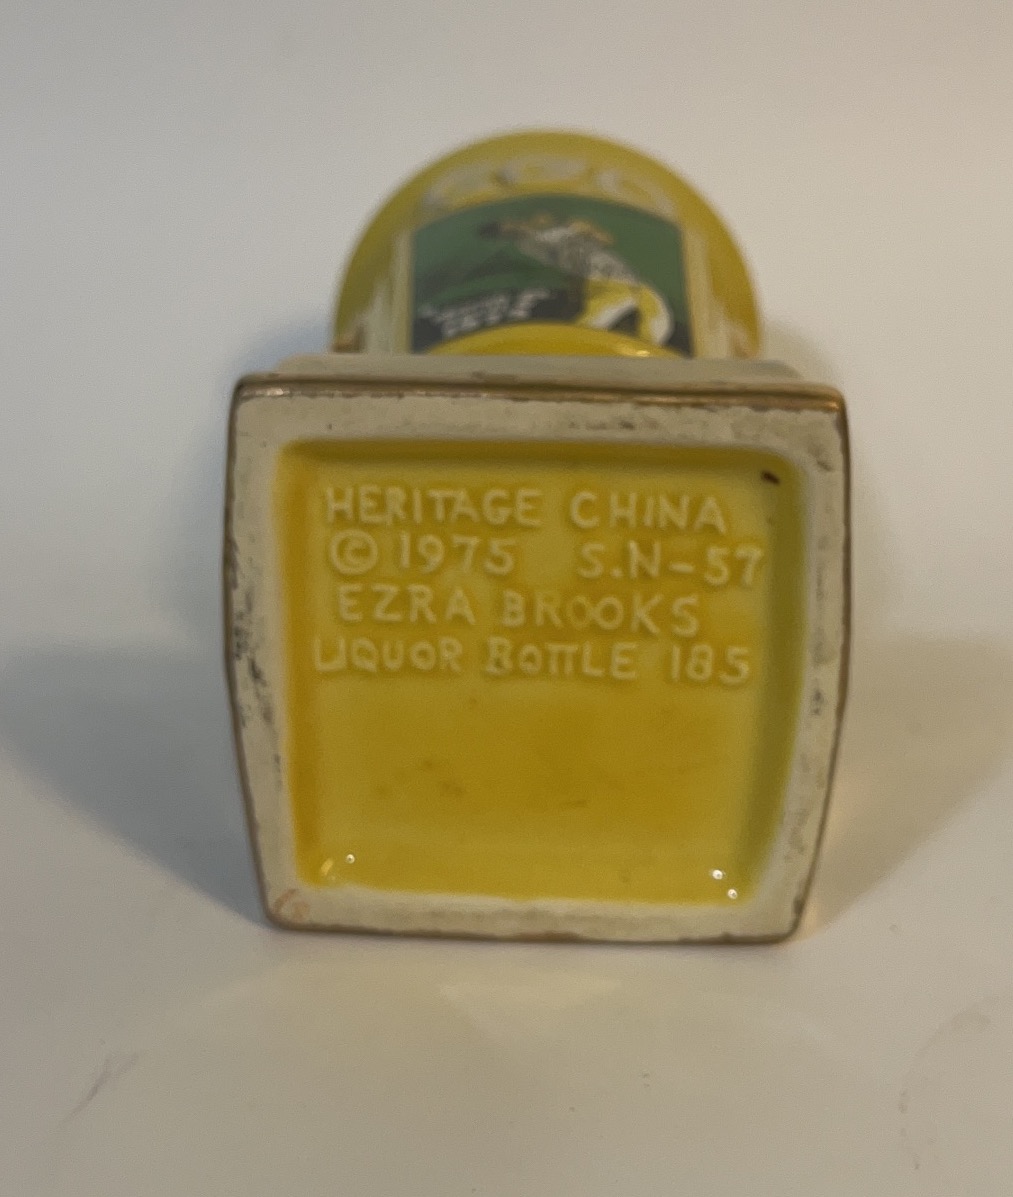 HERITAGE CHINA
© 1975 S.N-57
EZRA BROOKS
LIQUOR BOTTLE 185